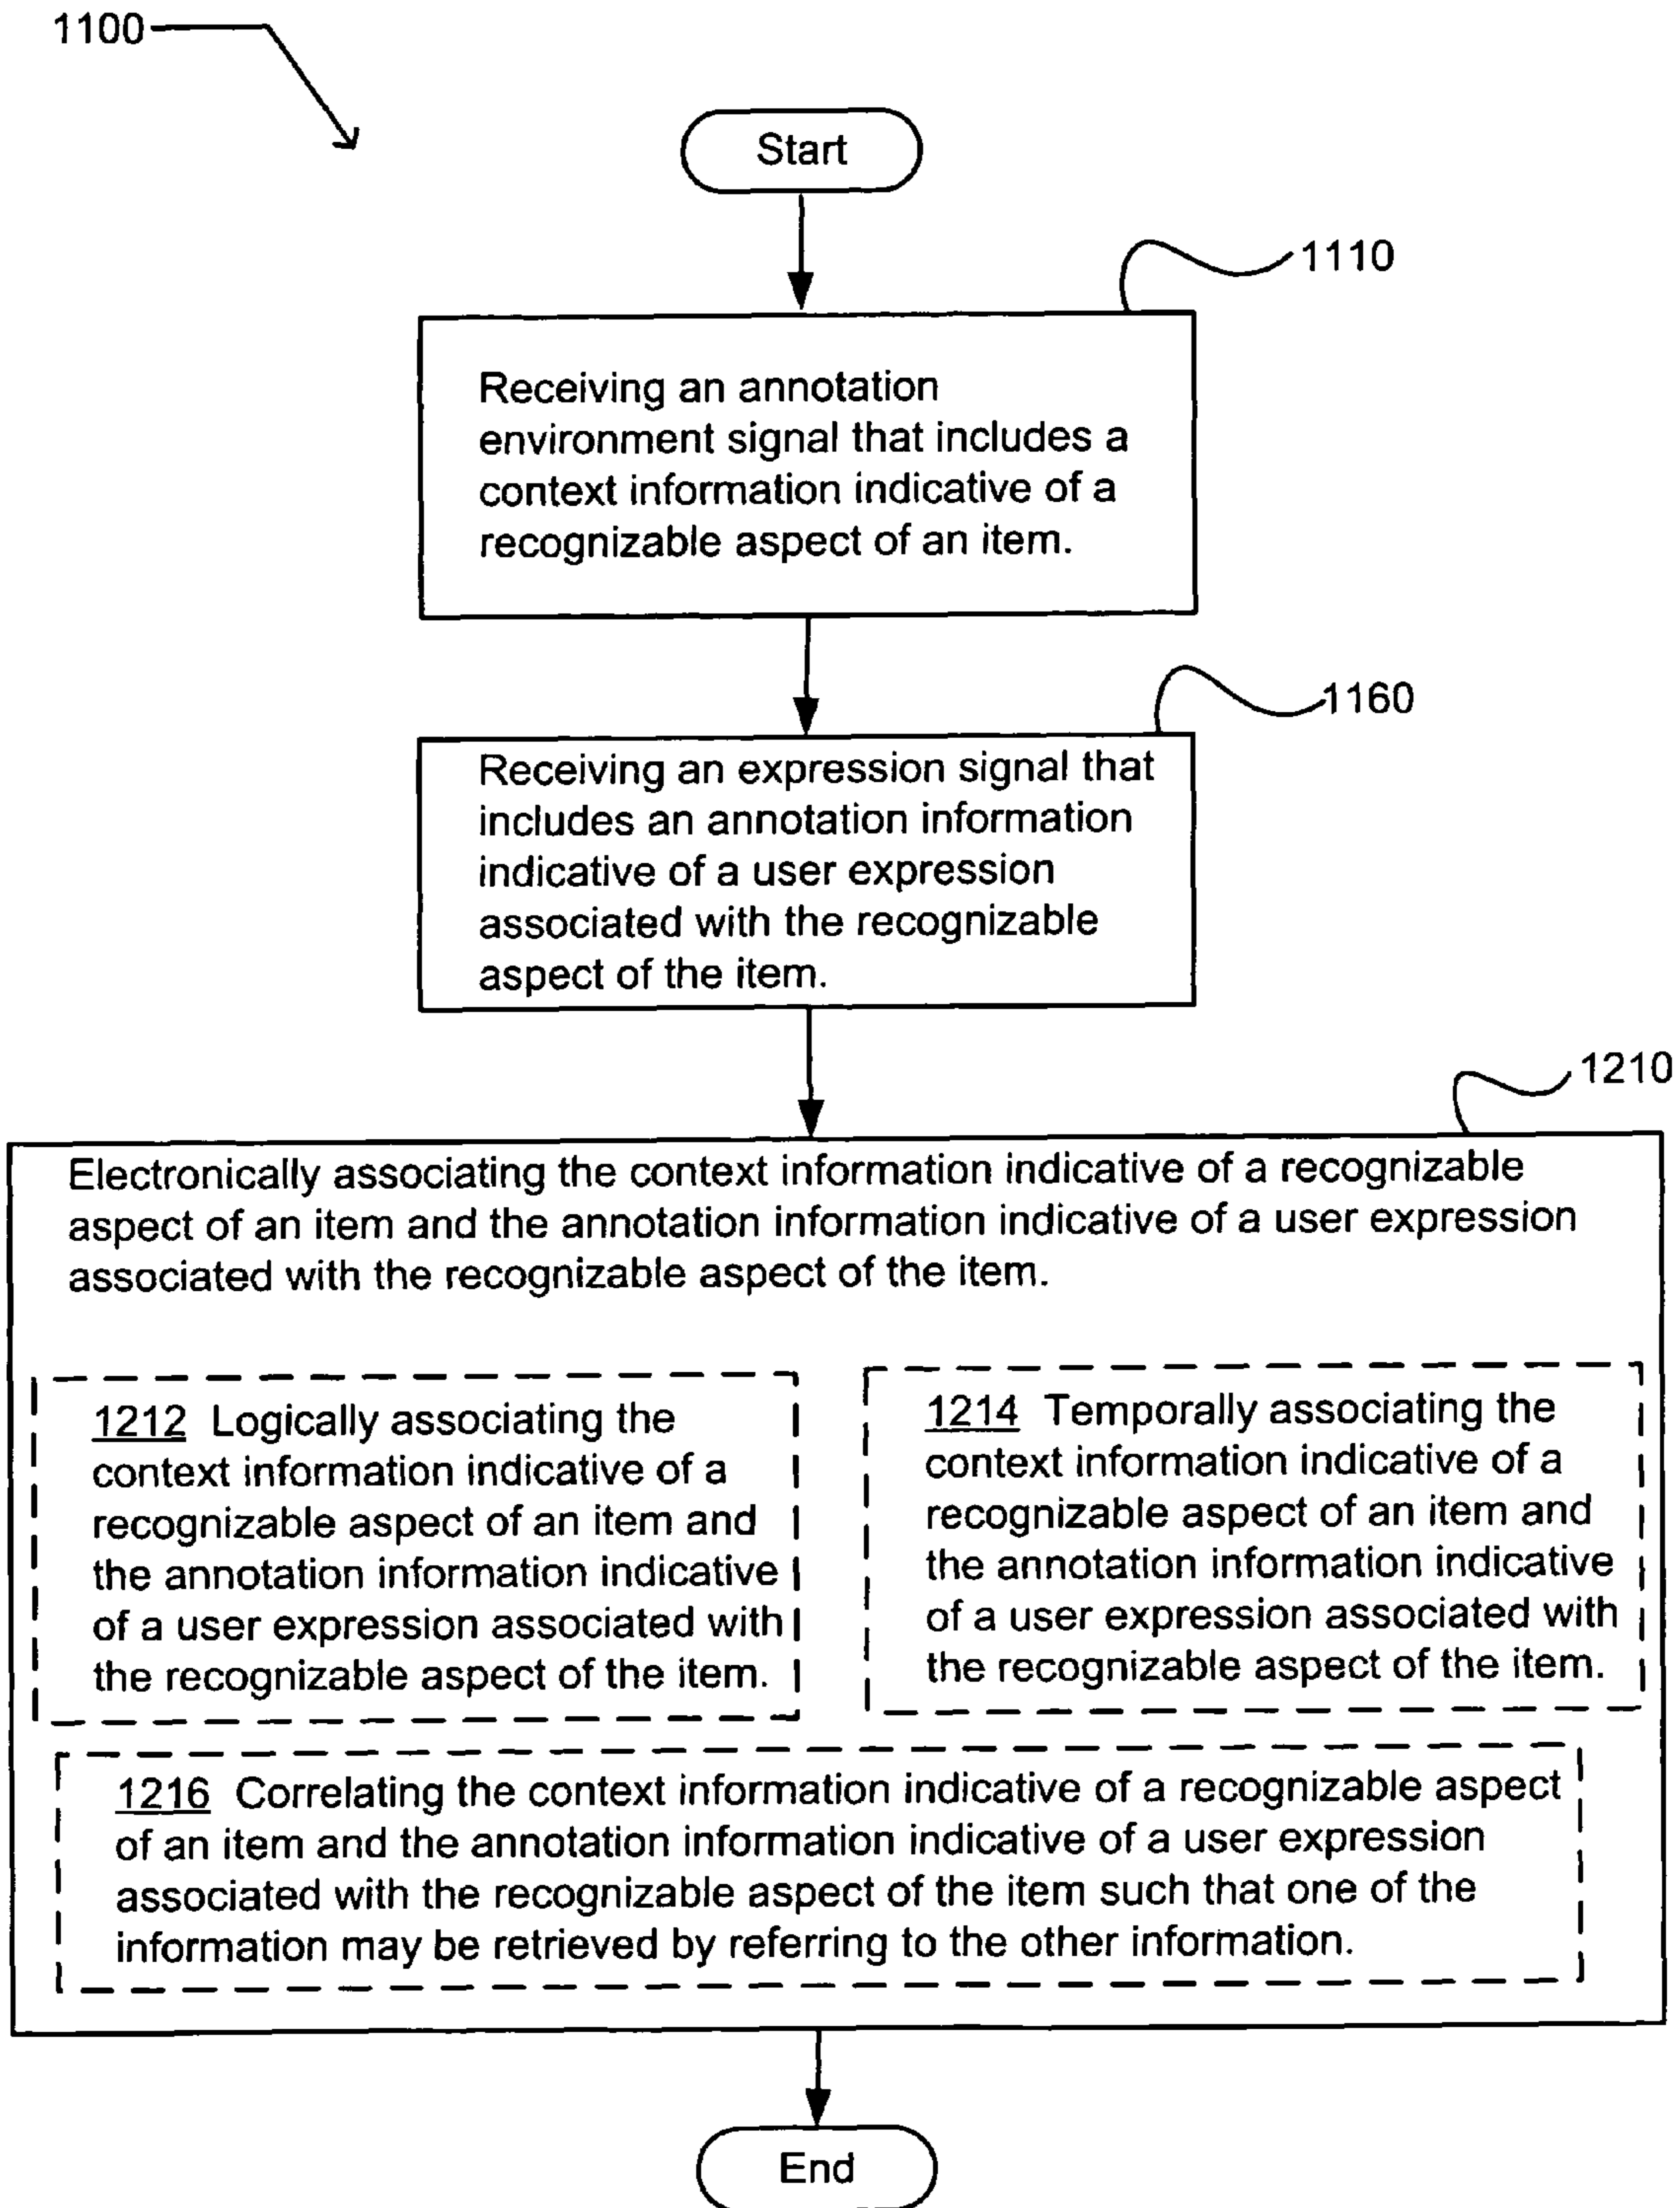 1100
Start
1110
Receiving an annotation
environment signal that includes a
context information indicative of a
recognizable aspect of an item.
1160
Receiving an expression signal that
includes an annotation information
indicative of a user expression
associated with the recognizable
aspect of the item.
1210
Electronically associating the context information indicative of a recognizable
aspect of an item and the annotation information indicative of a user expression
associated with the recognizable aspect of the item.
1212 Logically associating the
context information indicative of a
recognizable aspect of an item and
the annotation information indicative
of a user expression associated with
the recognizable aspect of the item.
1214 Temporally associating the
context information indicative of a
recognizable aspect of an item and
the annotation information indicative
of a user expression associated with
the recognizable aspect of the item.
1216 Correlating the context information indicative of a recognizable aspect
of an item and the annotation information indicative of a user expression
associated with the recognizable aspect of the item such that one of the
information may be retrieved by referring to the other information.
End